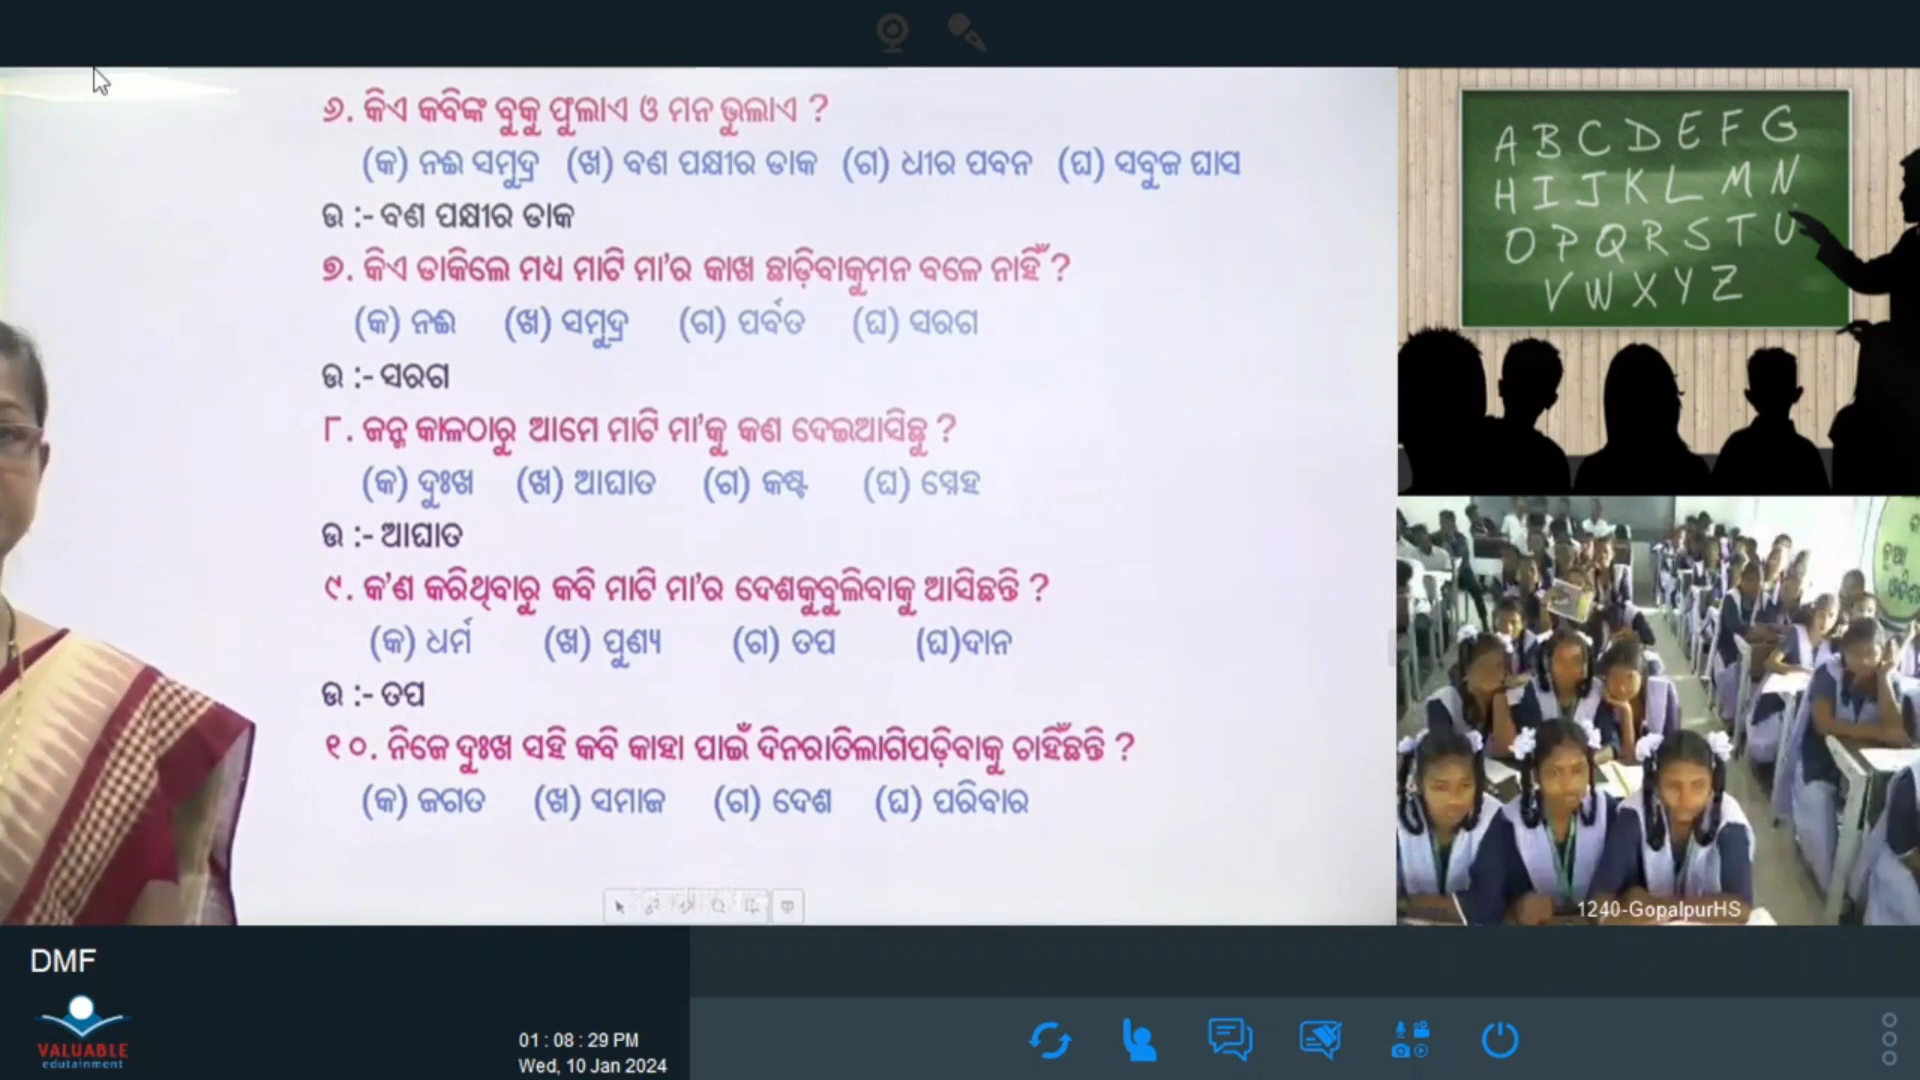 ୬. କିଏ କବିଙ୍କ ବୁକୁ ଫୁଲାଏ ଓ ମନ ଭୁଲାଏ ?
(କ) ନଈ ସମୁଦ୍ର (ଖ) ବଣ ପକ୍ଷୀର ଡାକ (ଗ) ଧୀର ପବନ (ଘ) ସବୁଜ ଘାସ
ଉ :- ବଣ ପକ୍ଷୀର ଡାକ
୭. କିଏ ଡାକିଲେ ମଧ୍ୟ ମାଟି ମା'ର କାଖ ଛାଡ଼ିବାକୁମନ ବଳେ ନାହିଁ ?
(କ) ନଈ (ଖ) ସମୁଦ୍ର (ଗ) ପର୍ବତ (ଘ) ସରଗ
ଉ :- ସରଗ
୮. ଜନ୍ମ କାଳଠାରୁ ଆମେ ମାଟି ମା'କୁ କଣ ଦେଇଆସିଛୁ ?
(କ) ଦୁଃଖ (ଖ) ଆଘାତ (ଗ) କଷ୍ଟ (ଘ) ସ୍ନେହ
ଉ :- ଆଘାତ
୯. କ'ଣ କରିଥିବାରୁ କବି ମାଟି ମା'ର ଦେଶକୁବୁଲିବାକୁ ଆସିଛନ୍ତି ?
(କ) ଧର୍ମ (ଖ) ପୁଣ୍ୟ (ଗ) ତପ (ଘ)ଦାନ
ଉ :- ତପ
୧୦. ନିଜେ ଦୁଃଖ ସହି କବି କାହା ପାଇଁ ଦିନରାତିଲାଗିପଡ଼ିବାକୁ ଚାହିଁଛନ୍ତି ?
(କ) ଜଗତ (ଖ) ସମାଜ (ଗ) ଦେଶ (ଘ) ପରିବାର
A B C D E F G
H I J K L M N
O P Q R S T U
V W X Y Z
1240-GopalpurHS
DMF
VALUABLE
edutainment
01 : 08 : 29 PM
Wed, 10 Jan 2024